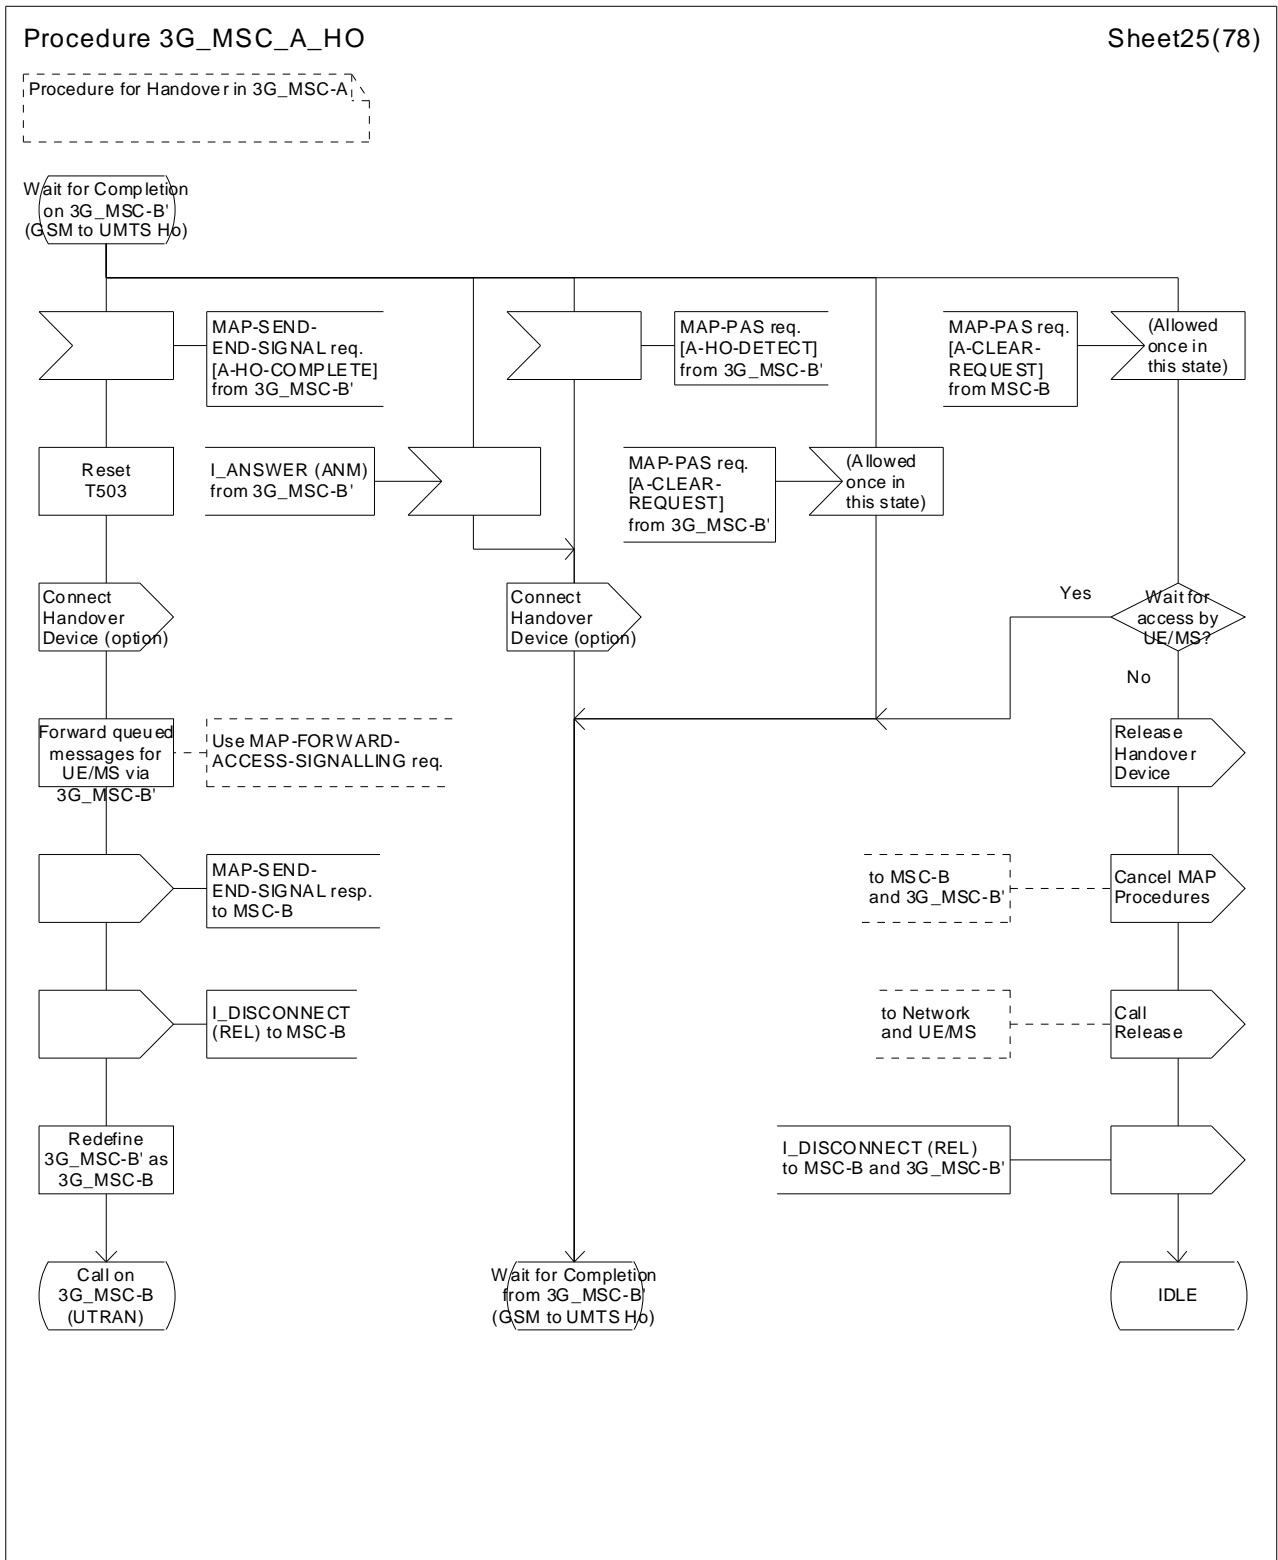 Procedure 3G_MSC_A_HO
Sheet25(78)
Procedure for Handover in 3G_MSC-A
Wait for Completion
on 3G_MSC-B'
(GSM to UMTS Ho)
MAP-SEND-
END-SIGNAL req.
[A-HO-COMPLETE]
from 3G_MSC-B'
MAP-PAS req.
[A-HO-DETECT]
from 3G_MSC-B'
MAP-PAS req.
[A-CLEAR-
REQUEST]
from MSC-B
(Allowed
once in
this state)
Reset
T503
I_ANSWER (ANM)
from 3G_MSC-B'
MAP-PAS req.
[A-CLEAR-
REQUEST]
from 3G_MSC-B'
(Allowed
once in
this state)
Connect
Handover
Device (option)
Connect
Handover
Device (option)
Yes
Wait for
access by
UE/MS?
No
Forward queued
messages for
UE/MS via
3G_MSC-B'
Use MAP-FORWARD-
ACCESS-SIGNALLING req.
Release
Handover
Device
MAP-SEND-
END-SIGNAL resp.
to MSC-B
to MSC-B
and 3G_MSC-B'
Cancel MAP
Procedures
I_DISCONNECT
(REL) to MSC-B
to Network
and UE/MS
Call
Release
Redefine
3G_MSC-B' as
3G_MSC-B
I_DISCONNECT (REL)
to MSC-B and 3G_MSC-B'
Call on
3G_MSC-B
(UTRAN)
Wait for Completion
from 3G_MSC-B'
(GSM to UMTS Ho)
IDLE